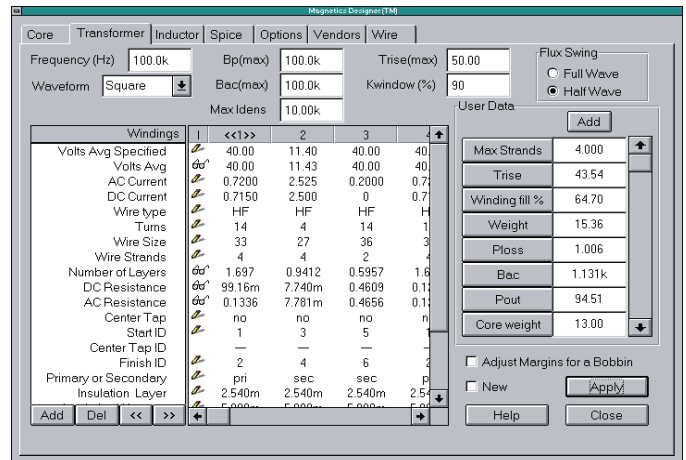 Magnetics Designer(TM)
Core Transformer Inductor Spice Options Vendors Wire
Frequency (Hz) 100.0k Bp(max) 100.0k Trise(max) 50.00 Flux Swing
Full Wave
Waveform Square Bac(max) 100.0k Kwindow (%) 90 Half Wave
Max Idens 10.00k User Data
Add
Windings I <<1>> 2 3 4
Volts Avg Specified 40.00 11.40 40.00 40.
Volts Avg 40.00 11.43 40.00 40.
AC Current 0.7200 2.525 0.2000
DC Current 0.7150 2.500 0
Wire type HF HF HF
Turns 14 4 14
Wire Size 33 27 36
Wire Strands 4 4 2
Number of Layers 1.697 0.9412 0.5957 1.6
DC Resistance 99.16m 7.740m 0.4609
AC Resistance 0.1336 7.781m 0.4656
Center Tap no no no
Start ID 1 3 5
Center Tap ID — — —
Finish ID 2 4 6
Primary or Secondary pri sec sec
Insulation Layer 2.540m 2.540m 2.540m
Add Del << >>
Max Strands 4.000
Trise 43.54
Winding fill % 64.70
Weight 15.36
Ploss 1.006
Bac 1.131k
Pout 94.51
Core weight 13.00
Adjust Margins for a Bobbin
New Apply
Help Close